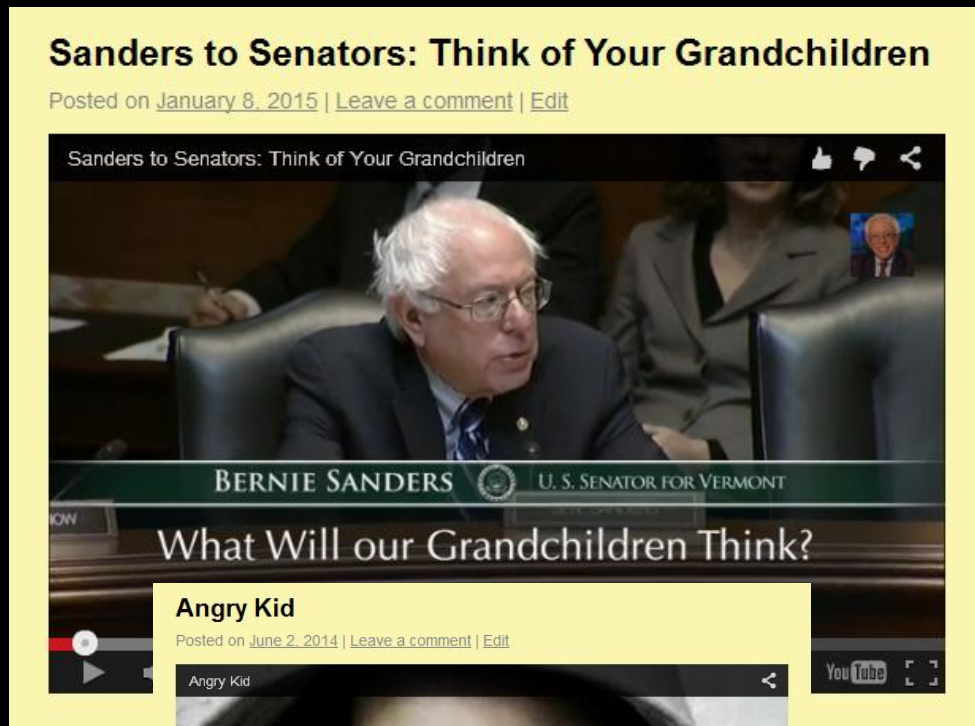 Sanders to Senators: Think of Your Grandchildren
Posted on January 8, 2015 | Leave a comment | Edit
Sanders to Senators: Think of Your Grandchildren
BERNIE SANDERS U. S. SENATOR FOR VERMONT
What Will our Grandchildren Think?
YouTube
Angry Kid
Posted on June 2, 2014 | Leave a comment | Edit
Angry Kid